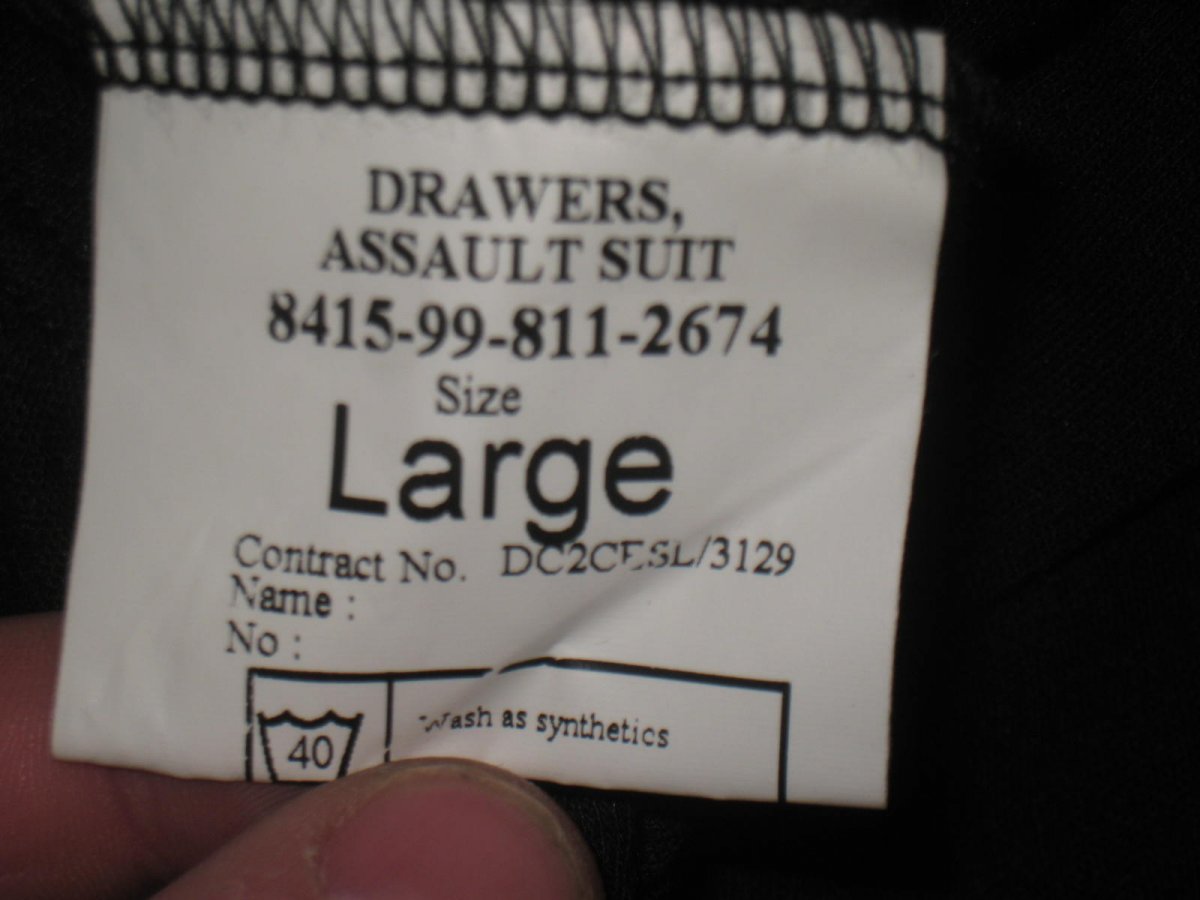 DRAWERS,
ASSAULT SUIT
8415-99-811-2674
Size
Large
Contract No. DC2CESL/3129
Name :
No :
40
Wash as synthetics